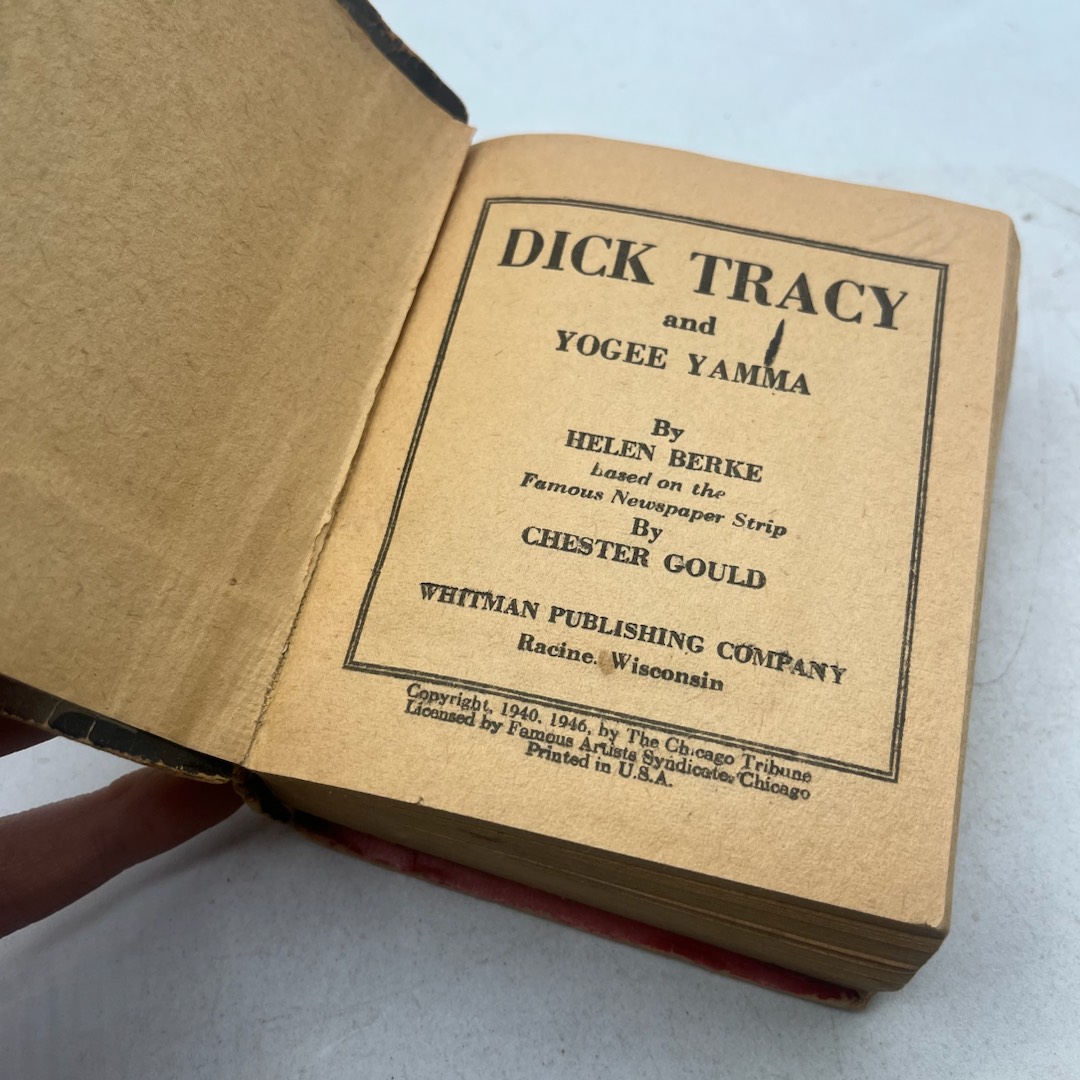 DICK TRACY
and
YOGEE YAMMA
By
HELEN BERKE
based on the
Famous Newspaper Strip
By
CHESTER GOULD
WHITMAN PUBLISHING COMPANY
Racine, Wisconsin
Copyright, 1940, 1946, by The Chicago Tribune
Licensed by Famous Artists Syndicate, Chicago
Printed in U.S.A.